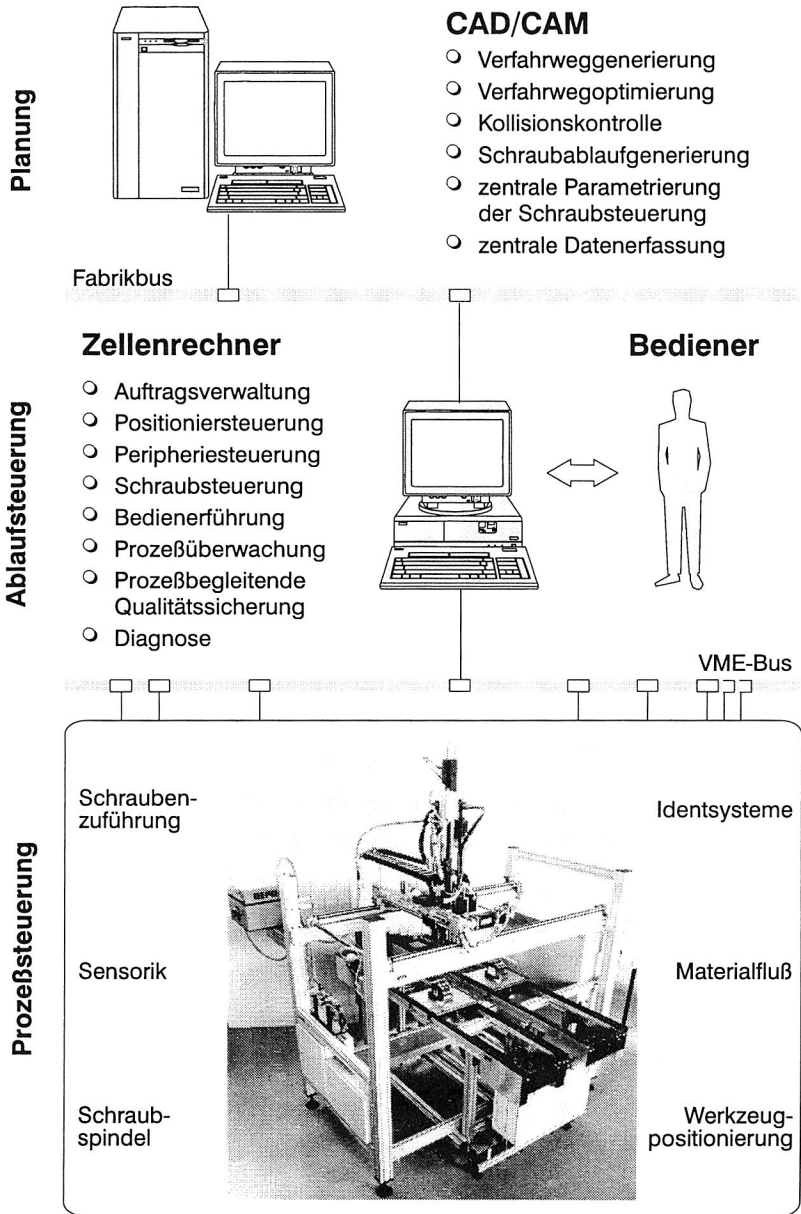 Planung
CAD/CAM
Verfahrweggenerierung
Verfahrwegoptimierung
Kollisionskontrolle
Schraubablaufgenerierung
zentrale Parametrierung
der Schraubsteuerung
zentrale Datenerfassung
Fabrikbus
Ablaufsteuerung
Zellenrechner
Auftragsverwaltung
Positioniersteuerung
Peripheriesteuerung
Schraubsteuerung
Bedienerführung
Prozeßüberwachung
Prozeßbegleitende
Qualitätssicherung
Diagnose
Bediener
VME-Bus
Prozeßsteuerung
Schrauben-
zuführung
Sensorik
Schraub-
spindel
Identsysteme
Materialfluß
Werkzeug-
positionierung